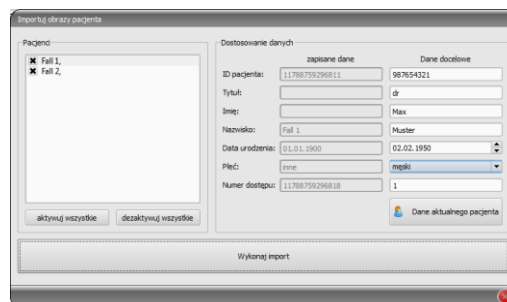 Importuj obrazy pacjenta
Pacjenci
Fall 1,
Fall 2,
aktywuj wszystkie
dezaktywuj wszystkie
Dostosowanie danych
zapisane dane
Dane docelowe
ID pacjenta: 11788759296811 987654321
Tytuł: dr
Imię: Max
Nazwisko: Fall 1 Muster
Data urodzenia: 01.01.1900 02.02.1950
Płeć: inne męski
Numer dostępu: 11788759296818 1
Dane aktualnego pacjenta
Wykonaj import